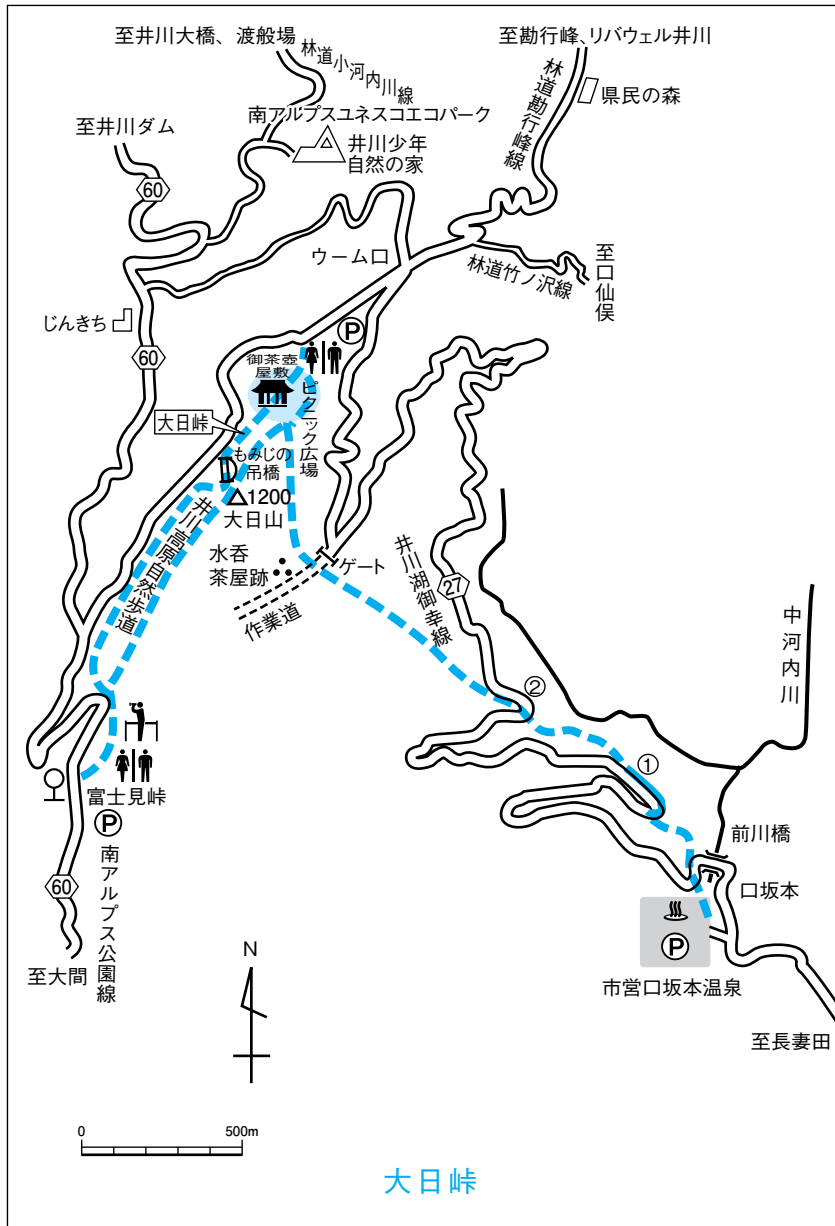 至井川大橋、渡船場
至勘行峰、リバウェル井川
林道小河内川線
林道勘行峰線
県民の森
南アルプスユネスコエコパーク
井川少年
自然の家
至井川ダム
60
ウームロ
林道竹ノ沢線
至口仙俣
じんきち
60
P
御茶壺
屋敷
ピクニック広場
大日峠
もみじの
吊橋
1200
大日山
井川高原自然歩道
水呑
茶屋跡
ゲート
作業道
井川湖御幸線
27
中河内川
②
①
富士見峠
P
南アルプス公園線
60
至大間
前川橋
口坂本
P
市営口坂本温泉
至長妻田
N
0
500m
大日峠